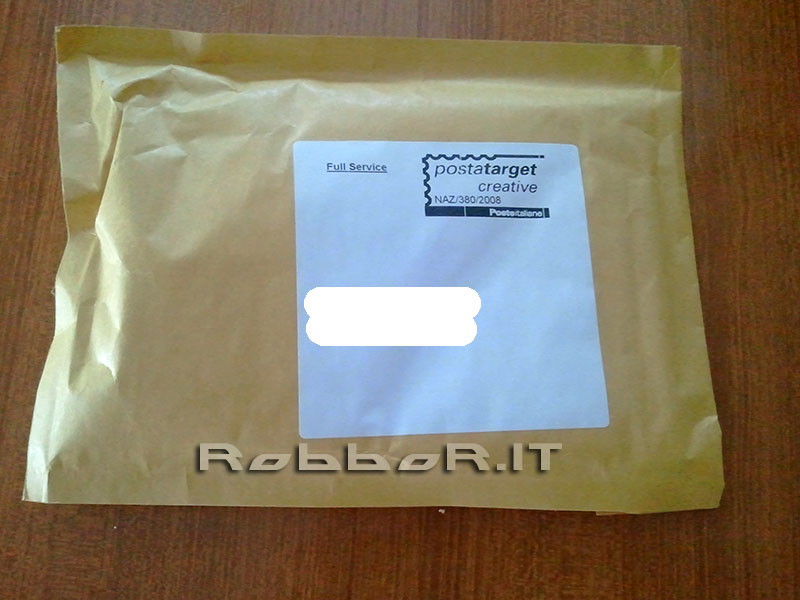 Full Service
postatarget
creative
NAZ/380/2008
Posteitaliane
RobboR.IT